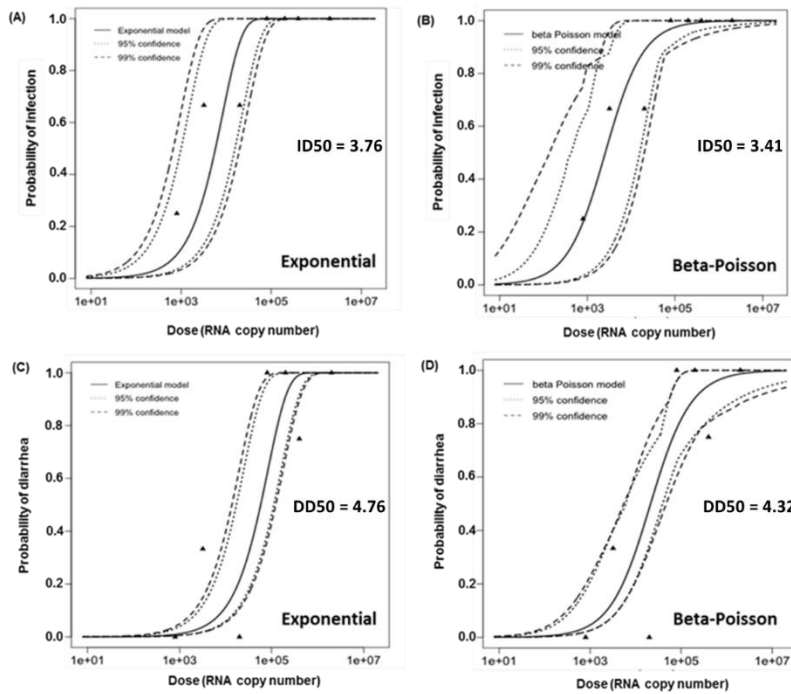 (A)
Exponential model
95% confidence
99% confidence
1.0
0.8
0.6
0.4
0.2
0.0
Probability of Infection
ID50 = 3.76
Exponential
1e+01 1e+03 1e+05 1e+07
Dose (RNA copy number)
(B)
beta Poisson model
95% confidence
99% confidence
1.0
0.8
0.6
0.4
0.2
0.0
Probability of Infection
ID50 = 3.41
Beta-Poisson
1e+01 1e+03 1e+05 1e+07
Dose (RNA copy number)
(C)
Exponential model
95% confidence
99% confidence
1.0
0.8
0.6
0.4
0.2
0.0
Probability of diarrhea
DD50 = 4.76
Exponential
1e+01 1e+03 1e+05 1e+07
Dose (RNA copy number)
(D)
beta Poisson model
95% confidence
99% confidence
1.0
0.8
0.6
0.4
0.2
0.0
Probability of diarrhea
DD50 = 4.32
Beta-Poisson
1e+01 1e+03 1e+05 1e+07
Dose (RNA copy number)